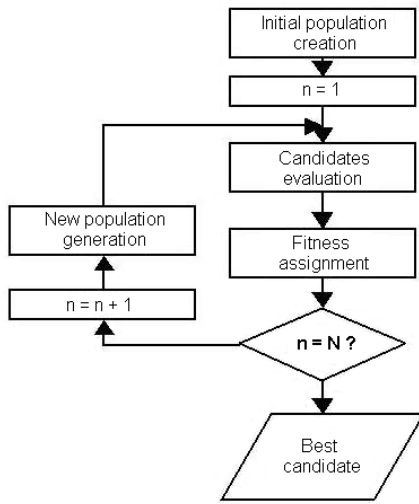 Initial population
creation
n = 1
Candidates
evaluation
New population
generation
Fitness
assignment
n = n + 1
n = N ?
Best
candidate